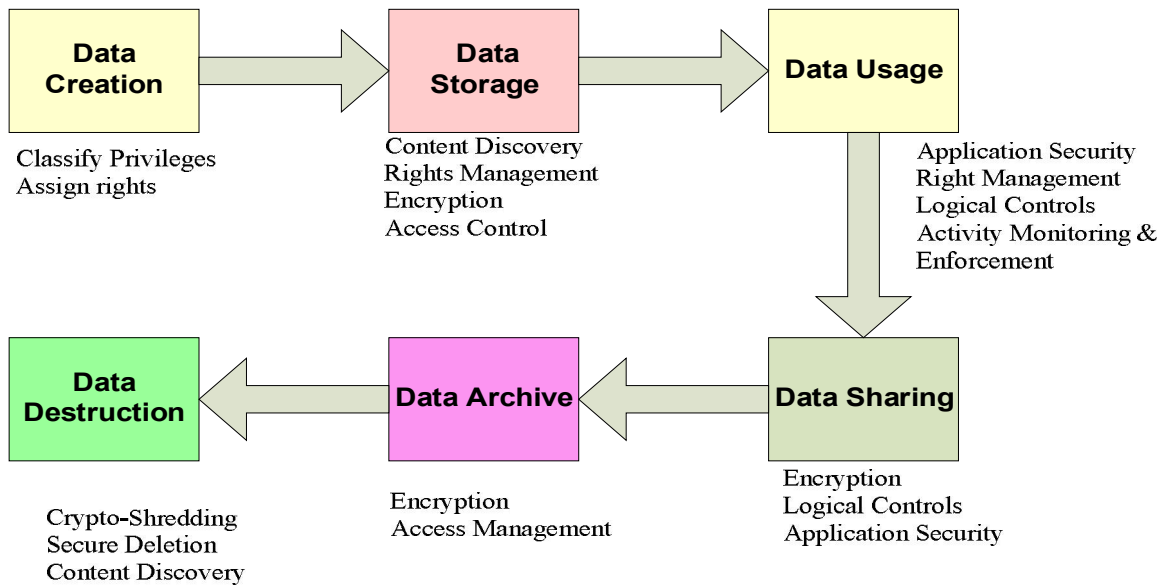 Data
Creation
Classify Privileges
Assign rights
Data
Storage
Content Discovery
Rights Management
Encryption
Access Control
Data Usage
Application Security
Right Management
Logical Controls
Activity Monitoring &
Enforcement
Data Sharing
Encryption
Logical Controls
Application Security
Data Archive
Encryption
Access Management
Data
Destruction
Crypto-Shredding
Secure Deletion
Content Discovery